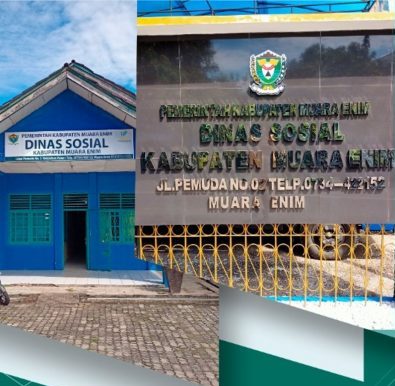 PEMERINTAH KABUPATEN MUARA ENIM
DINAS SOSIAL
KABUPATEN MUARA ENIM
PEMERINTAH KABUPATEN MUARA ENIM
DINAS SOSIAL
KABUPATEN MUARA ENIM
JL.PEMUDA NO 02 TELP.0734-422152
MUARA ENIM